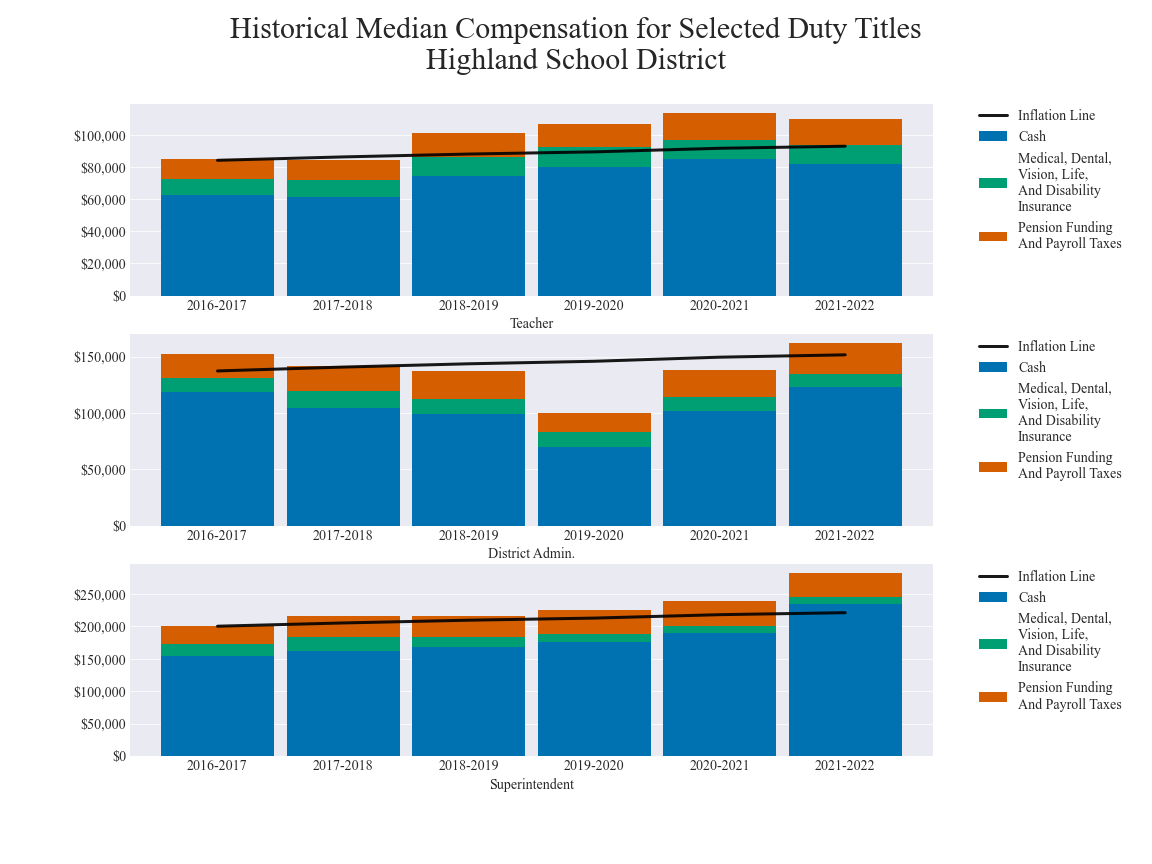 Historical Median Compensation for Selected Duty Titles
Highland School District
$100,000
$80,000
$60,000
$40,000
$20,000
$0
2016-2017 2017-2018 2018-2019 2019-2020 2020-2021 2021-2022
Teacher
Inflation Line
Cash
Medical, Dental,
Vision, Life,
And Disability
Insurance
Pension Funding
And Payroll Taxes
$150,000
$100,000
$50,000
$0
2016-2017 2017-2018 2018-2019 2019-2020 2020-2021 2021-2022
District Admin.
Inflation Line
Cash
Medical, Dental,
Vision, Life,
And Disability
Insurance
Pension Funding
And Payroll Taxes
$250,000
$200,000
$150,000
$100,000
$50,000
$0
2016-2017 2017-2018 2018-2019 2019-2020 2020-2021 2021-2022
Superintendent
Inflation Line
Cash
Medical, Dental,
Vision, Life,
And Disability
Insurance
Pension Funding
And Payroll Taxes